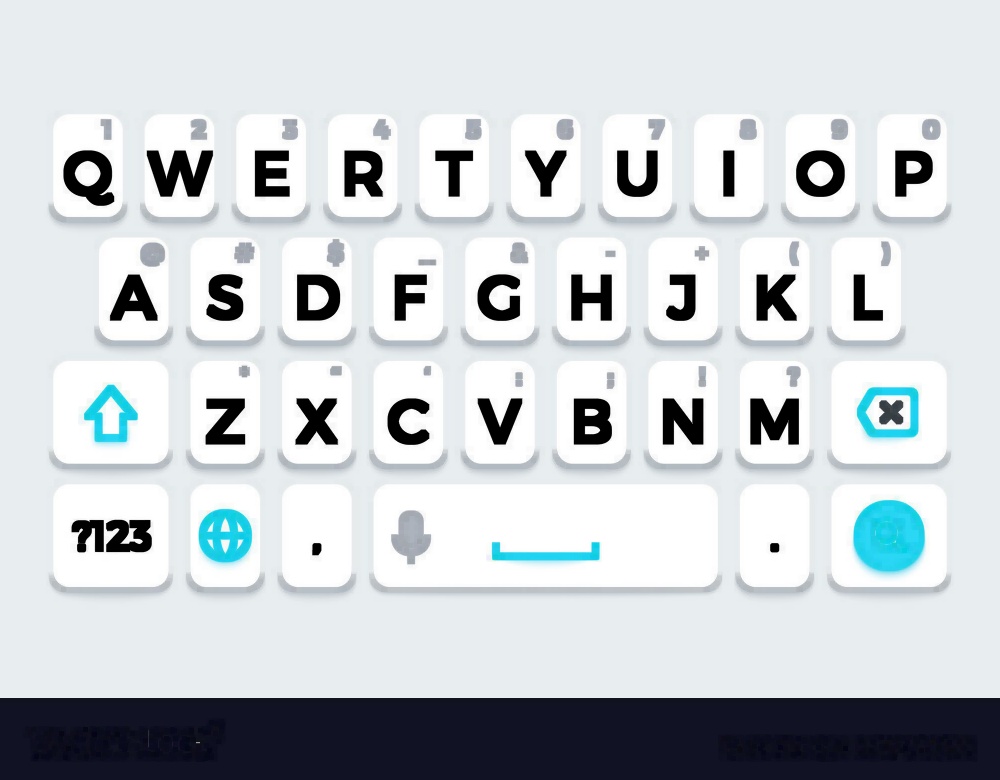 1 2 3 4 5 6 7 8 9 0
Q W E R T Y U I O P
@ # $ _ & - + ( )
A S D F G H J K L
: ; ! ?
Z X C V B N M
?123 , .